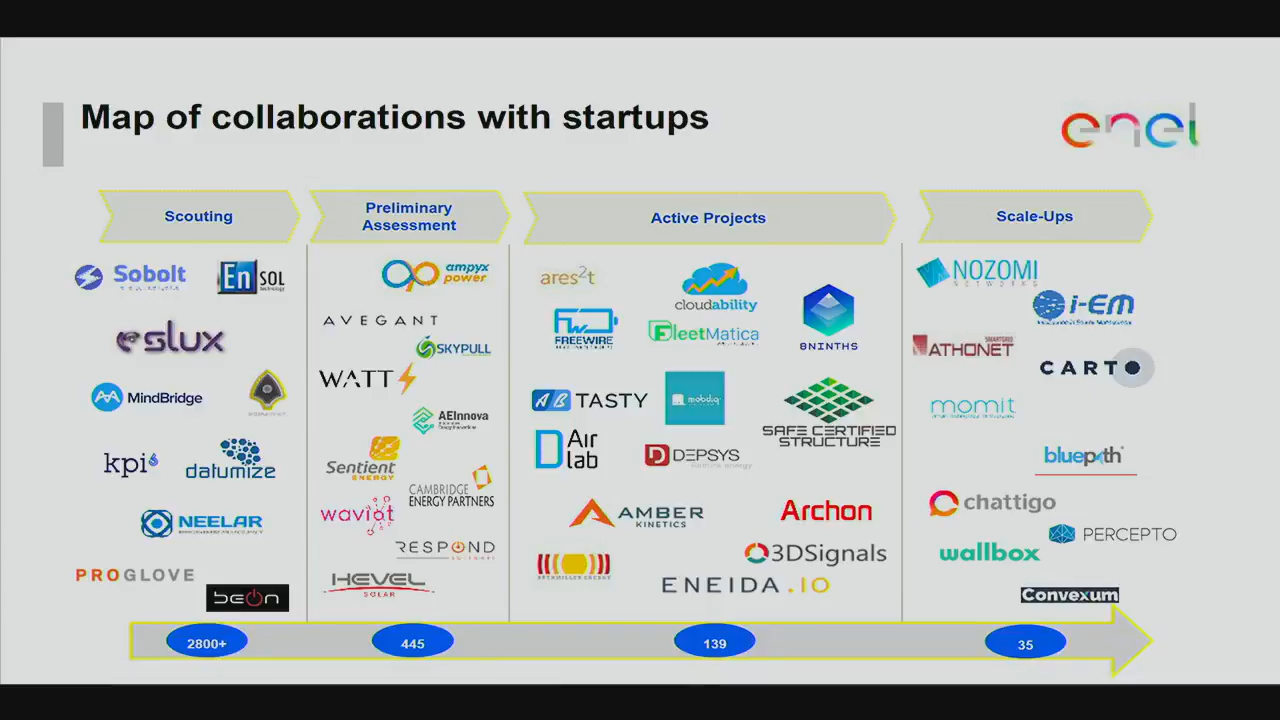 Map of collaborations with startups
enel
Scouting
Preliminary
Assessment
Active Projects
Scale-Ups
Sobolt
EnSOL
eslux
MindBridge
kpi
datumize
NEELAR
PROGLOVE
beon
ampyx
power
AVEGANT
SKYPULL
WATT
AEInnova
Sentient
ENERGY
CAMBRIDGE
ENERGY PARTNERS
waviot
RESPOND
HEVEL
SOLAR
ares2t
cloudability
FREEWIRE
FleetMatica
8NINTHS
AB TASTY
mobdiq
SAFE CERTIFIED
STRUCTURE
Air
lab
DEPSYS
AMBER
KINETICS
Archon
3DSignals
ENEIDA.IO
NOZOMI
NETWORKS
i-EM
ATHONET
CARTO
momit
bluepath
chattigo
PERCEPTO
wallbox
Convexum
2800+
445
139
35